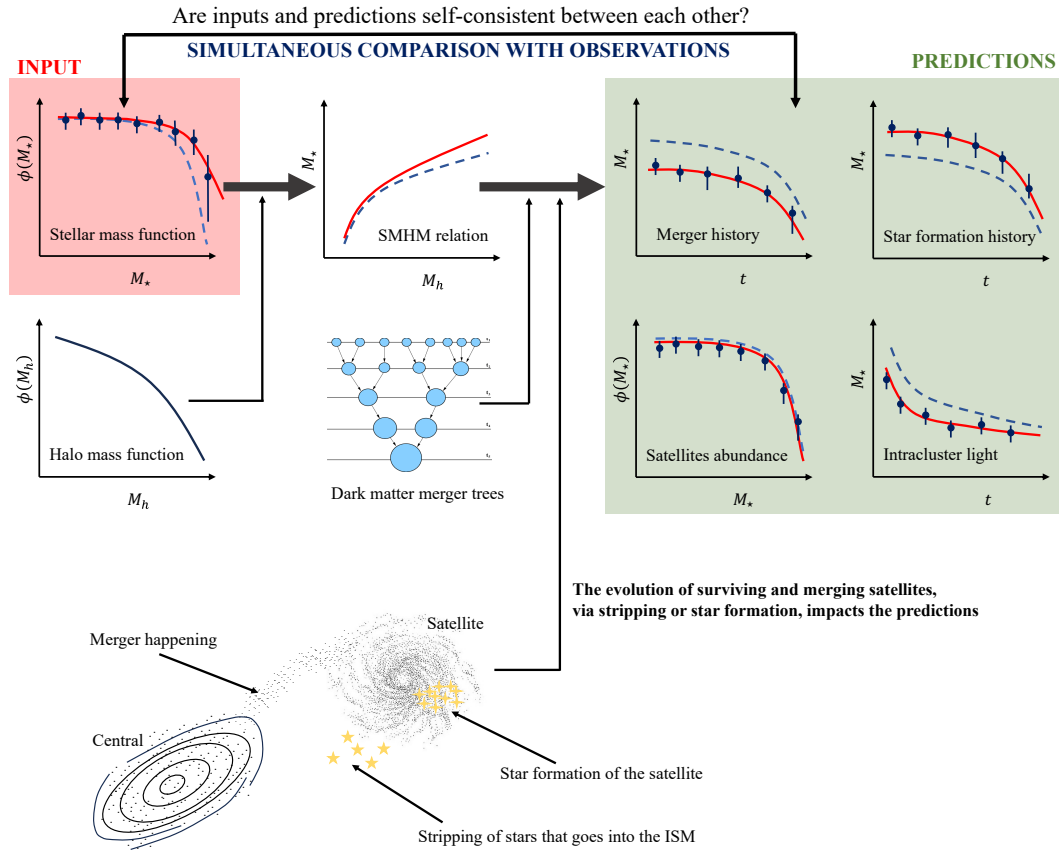 Are inputs and predictions self-consistent between each other?
SIMULTANEOUS COMPARISON WITH OBSERVATIONS
INPUT
PREDICTIONS
ϕ(M⋆)
Stellar mass function
M⋆
M⋆
SMHM relation
Mh
M⋆
Merger history
t
M⋆
Star formation history
t
ϕ(Mh)
Halo mass function
Mh
Dark matter merger trees
ϕ(M⋆)
Satellites abundance
M⋆
M⋆
Intracluster light
t
The evolution of surviving and merging satellites,
via stripping or star formation, impacts the predictions
Satellite
Merger happening
Central
Star formation of the satellite
Stripping of stars that goes into the ISM